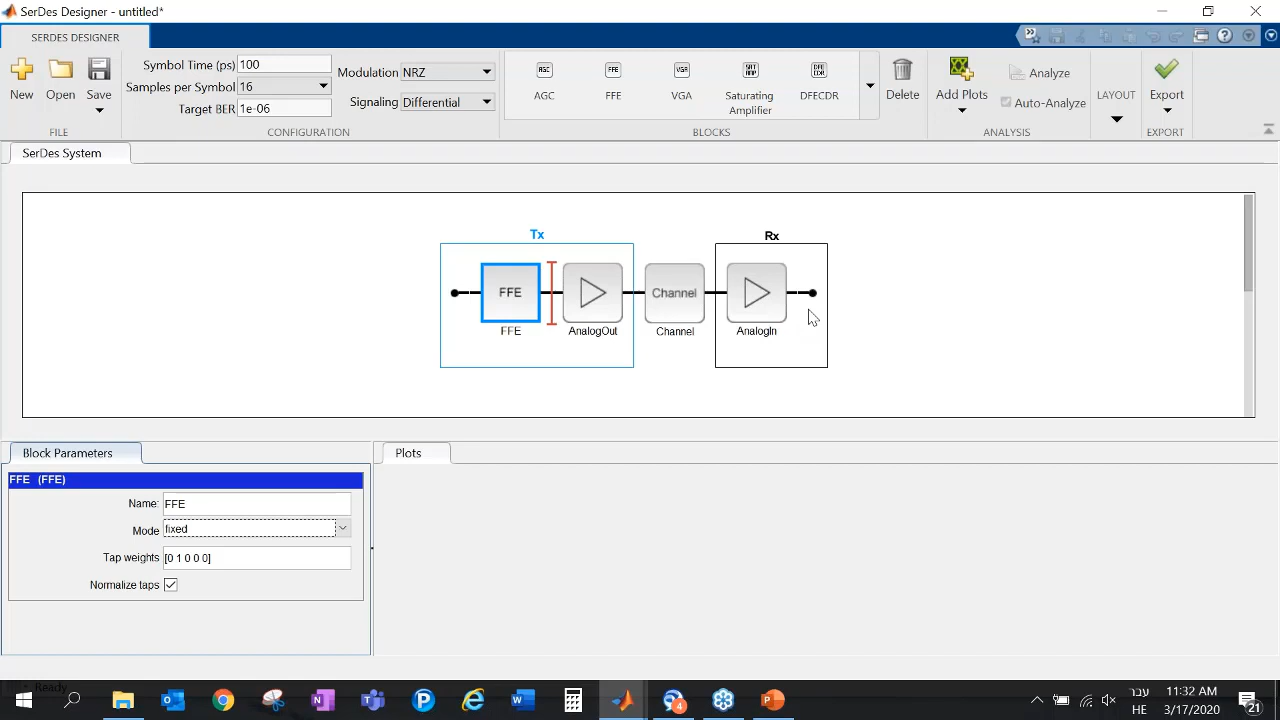 SerDes Designer - untitled*
SERDES DESIGNER
New
Open
Save
FILE
Symbol Time (ps) 100
Samples per Symbol 16
Target BER 1e-06
Modulation NRZ
Signaling Differential
CONFIGURATION
AGC
FFE
VGA
Saturating
Amplifier
DFECDR
BLOCKS
Delete
Add Plots
Analyze
Auto-Analyze
ANALYSIS
LAYOUT
Export
EXPORT
SerDes System
Tx
Rx
FFE
Channel
FFE
AnalogOut
Channel
AnalogIn
Block Parameters
Plots
FFE (FFE)
Name: FFE
Mode fixed
Tap weights [0 1 0 0 0]
Normalize taps
Ready
4
עבר
HE
11:32 AM
3/17/2020
21